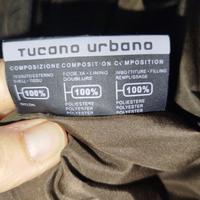 TUCANO URBANO
COMPOSIZIONE COMPOSITION COMPOSITION
TESSUTO ESTERNO FODERA - LINING IMBOTTITURE - FILLING
SHELL - TISSU DOUBLURE REMPLISSAGE
100% 100% 100%
NYLON POLIESTERE POLIESTERE
POLYESTER POLYESTER
POLYESTER POLYESTER